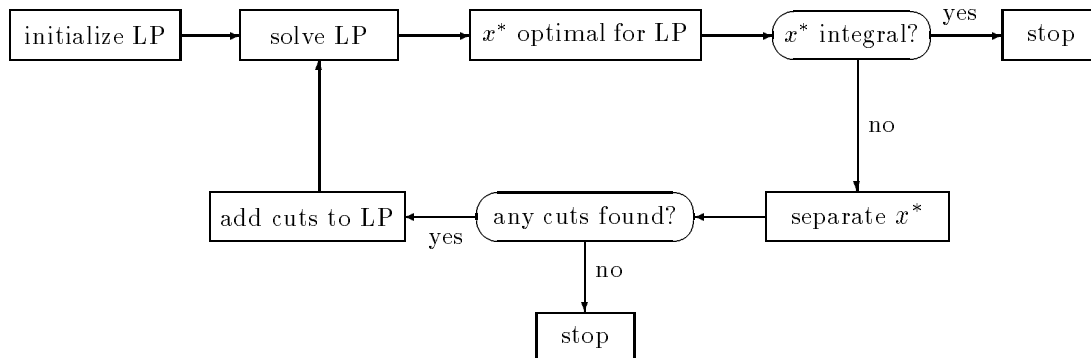 initialize LP
solve LP
x* optimal for LP
x* integral?
yes
stop
no
add cuts to LP
yes
any cuts found?
separate x*
no
stop